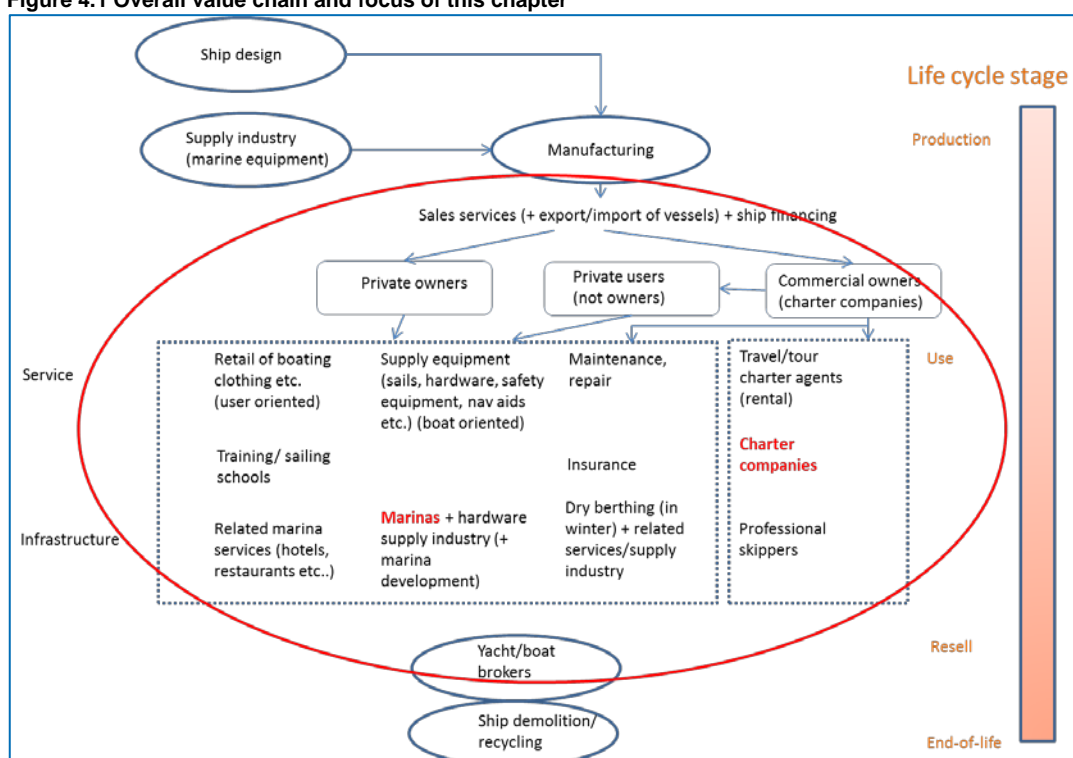 Figure 4.1 Overall value chain and focus of this chapter
Ship design
Life cycle stage
Supply industry
(marine equipment)
Manufacturing
Production
Sales services (+ export/import of vessels) + ship financing
Private owners
Private users
(not owners)
Commercial owners
(charter companies)
Service
Retail of boating
clothing etc.
(user oriented)
Supply equipment
(sails, hardware, safety
equipment, nav aids
etc.) (boat oriented)
Maintenance,
repair
Travel/tour
charter agents
(rental)
Use
Training/ sailing
schools
Insurance
Charter
companies
Infrastructure
Related marina
services (hotels,
restaurants etc..)
Marinas + hardware
supply industry (+
marina
development)
Dry berthing (in
winter) + related
services/supply
industry
Professional
skippers
Yacht/boat
brokers
Resell
Ship demolition/
recycling
End-of-life